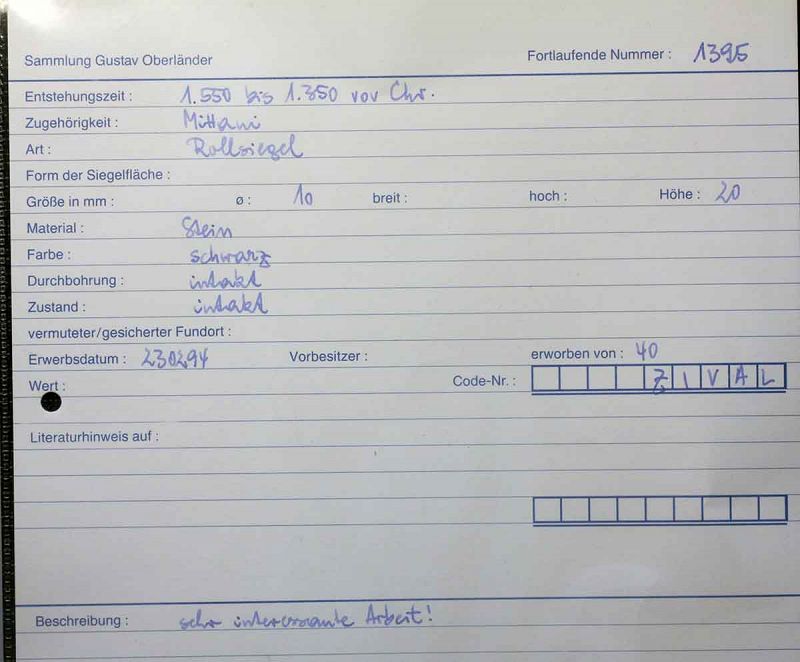 Sammlung Gustav Oberländer Fortlaufende Nummer : 1395
Entstehungszeit : 1.550 bis 1.350 vor Chr.
Zugehörigkeit : Mittani
Art : Rollsiegel
Form der Siegelfläche :
Größe in mm : ø : 10 breit : hoch : Höhe : 20
Material : Stein
Farbe : schwarz
Durchbohrung : intakt
Zustand : intakt
vermuteter/gesicherter Fundort :
Erwerbsdatum : 230294 Vorbesitzer : erworben von : 40
Wert : Code-Nr. : ZIVAL
Literaturhinweis auf :
Beschreibung : sehr interessante Arbeit!